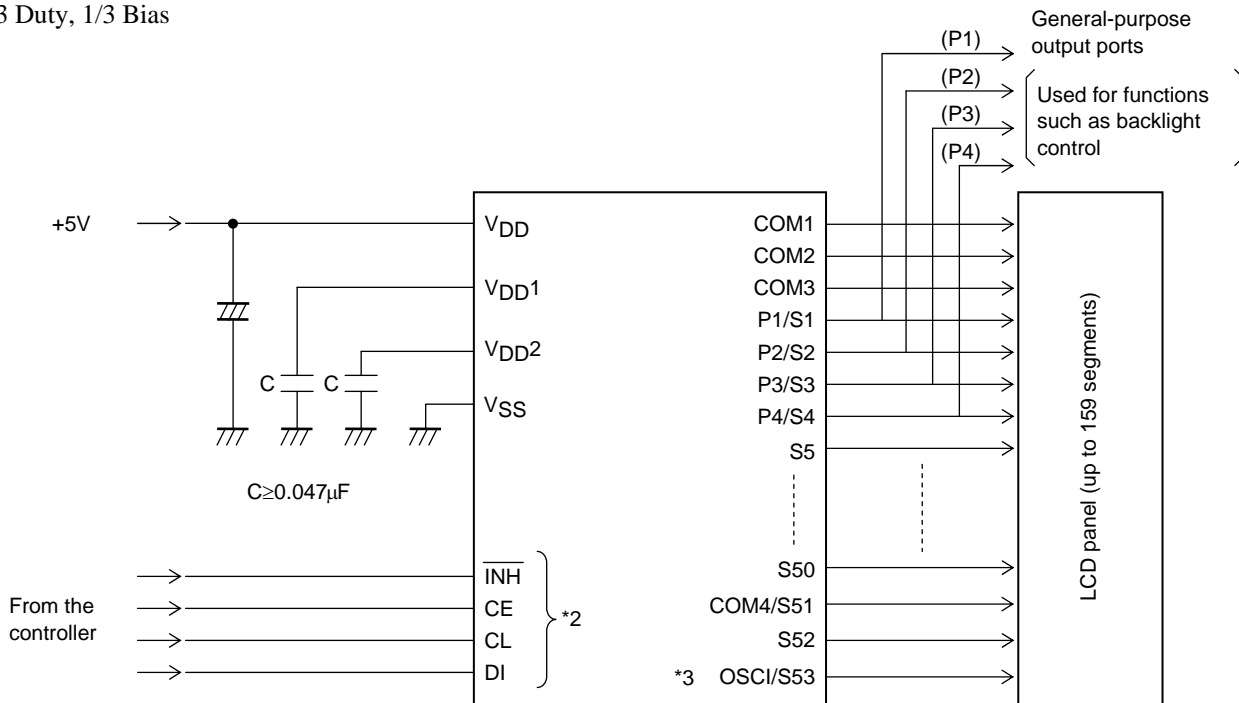 3 Duty, 1/3 Bias
General-purpose
output ports
(P1)
(P2)
(P3)
(P4)
Used for functions
such as backlight
control
+5V
VDD
VDD1
VDD2
VSS
C
C
C≥0.047μF
COM1
COM2
COM3
P1/S1
P2/S2
P3/S3
P4/S4
S5
S50
COM4/S51
S52
*3 OSCI/S53
LCD panel (up to 159 segments)
From the
controller
INH
CE
CL
DI
*2